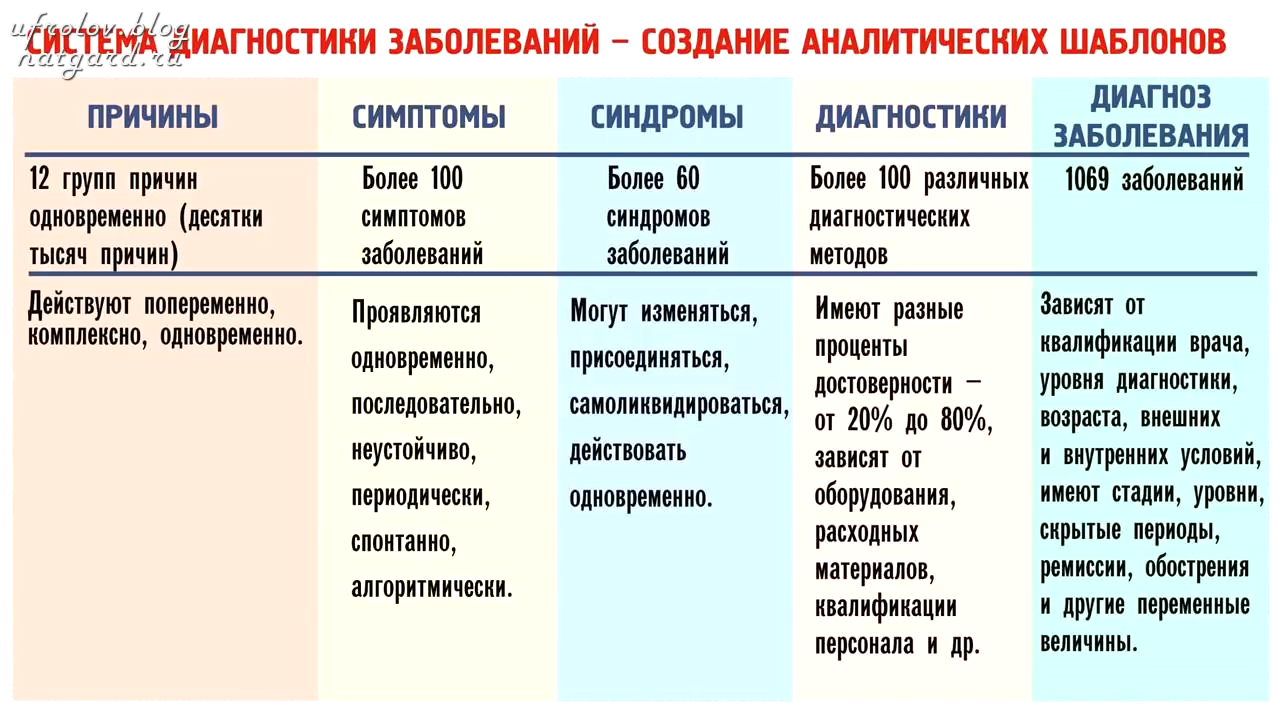 ufrolov.blog
natgard.ru
СИСТЕМА ДИАГНОСТИКИ ЗАБОЛЕВАНИЙ – СОЗДАНИЕ АНАЛИТИЧЕСКИХ ШАБЛОНОВ
ПРИЧИНЫ
12 групп причин
одновременно (десятки
тысяч причин)
Действуют попеременно,
комплексно, одновременно.
СИМПТОМЫ
Более 100
симптомов
заболеваний
Проявляются
одновременно,
последовательно,
неустойчиво,
периодически,
спонтанно,
алгоритмически.
СИНДРОМЫ
Более 60
синдромов
заболеваний
Могут изменяться,
присоединяться,
самоликвидироваться,
действовать
одновременно.
ДИАГНОСТИКИ
Более 100 различных
диагностических
методов
Имеют разные
проценты
достоверности –
от 20% до 80%,
зависят от
оборудования,
расходных
материалов,
квалификации
персонала и др.
ДИАГНОЗ
ЗАБОЛЕВАНИЯ
1069 заболеваний
Зависят от
квалификации врача,
уровня диагностики,
возраста, внешних
и внутренних условий,
имеют стадии, уровни,
скрытые периоды,
ремиссии, обострения
и другие переменные
величины.